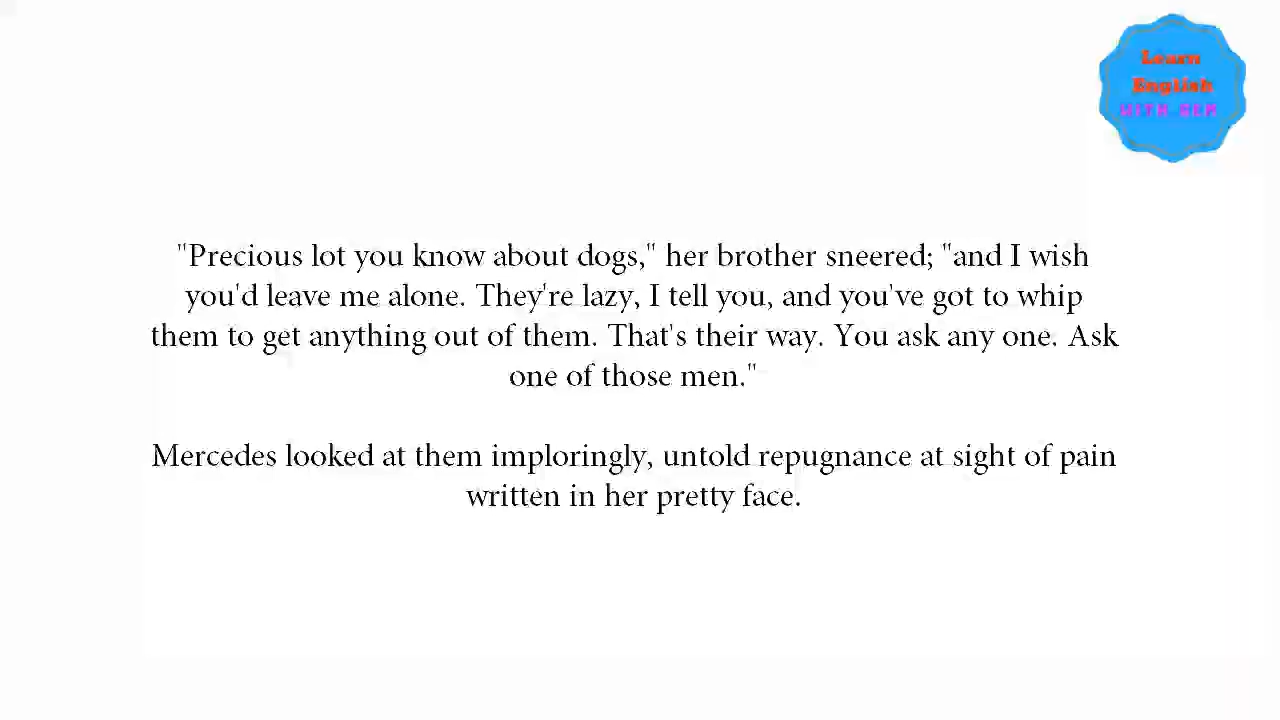 Learn
English
WITH GEM
"Precious lot you know about dogs," her brother sneered; "and I wish
you'd leave me alone. They're lazy, I tell you, and you've got to whip
them to get anything out of them. That's their way. You ask any one. Ask
one of those men."
Mercedes looked at them imploringly, untold repugnance at sight of pain
written in her pretty face.